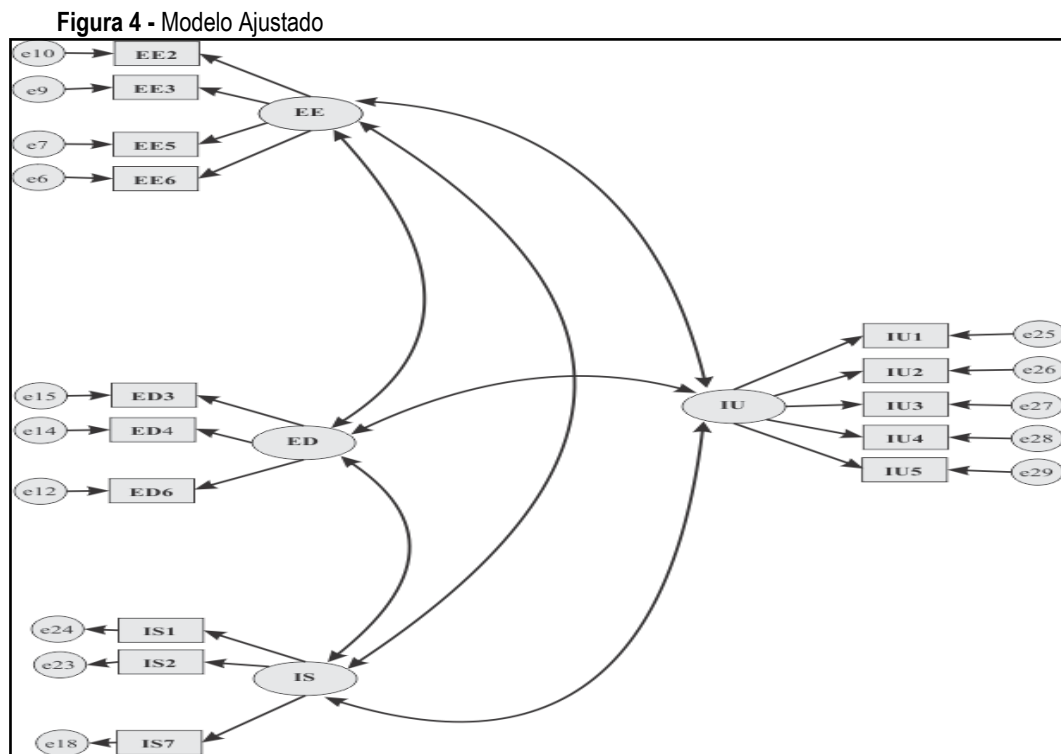 Figura 4 - Modelo Ajustado
e10 EE2
e9 EE3
EE
e7 EE5
e6 EE6
IU1 e25
IU2 e26
IU
IU3 e27
IU4 e28
IU5 e29
e15 ED3
e14 ED4
ED
e12 ED6
e24 IS1
e23 IS2
IS
e18 IS7